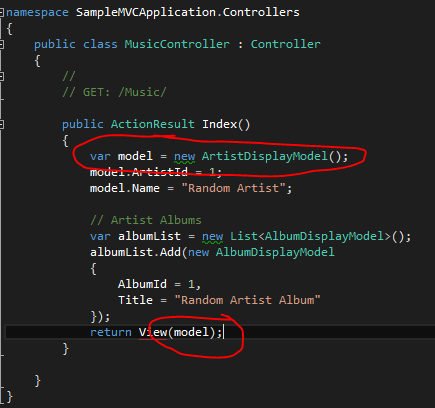 namespace SampleMVCApplication.Controllers
{
    public class MusicController : Controller
    {
        //
        // GET: /Music/

        public ActionResult Index()
        {
            var model = new ArtistDisplayModel();
            model.ArtistId = 1;
            model.Name = "Random Artist";

            // Artist Albums
            var albumList = new List<AlbumDisplayModel>();
            albumList.Add(new AlbumDisplayModel
            {
                AlbumId = 1,
                Title = "Random Artist Album"
            });
            return View(model);
        }

    }
}